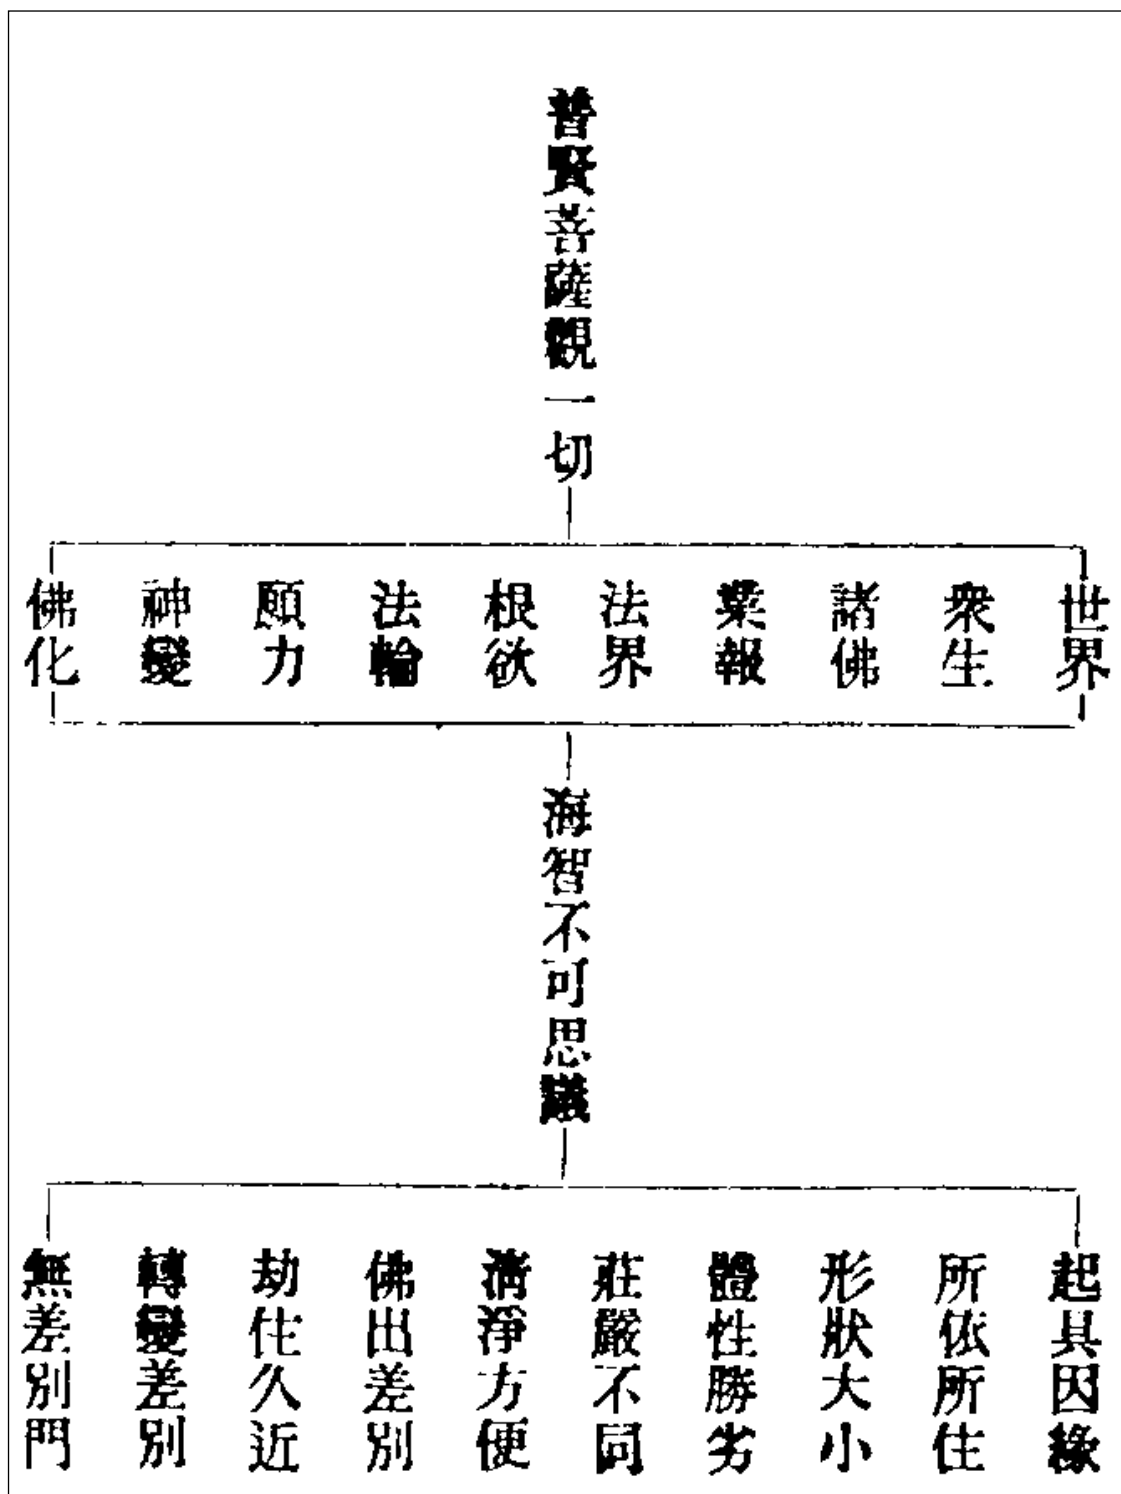 普賢菩薩觀一切
世界
衆生
諸佛
業報
法界
根欲
法輪
願力
神變
佛化
海智不可思議
起具因緣
所依所住
形狀大小
體性勝劣
莊嚴不同
清淨方便
佛出差別
劫住久近
轉變差別
無差別門